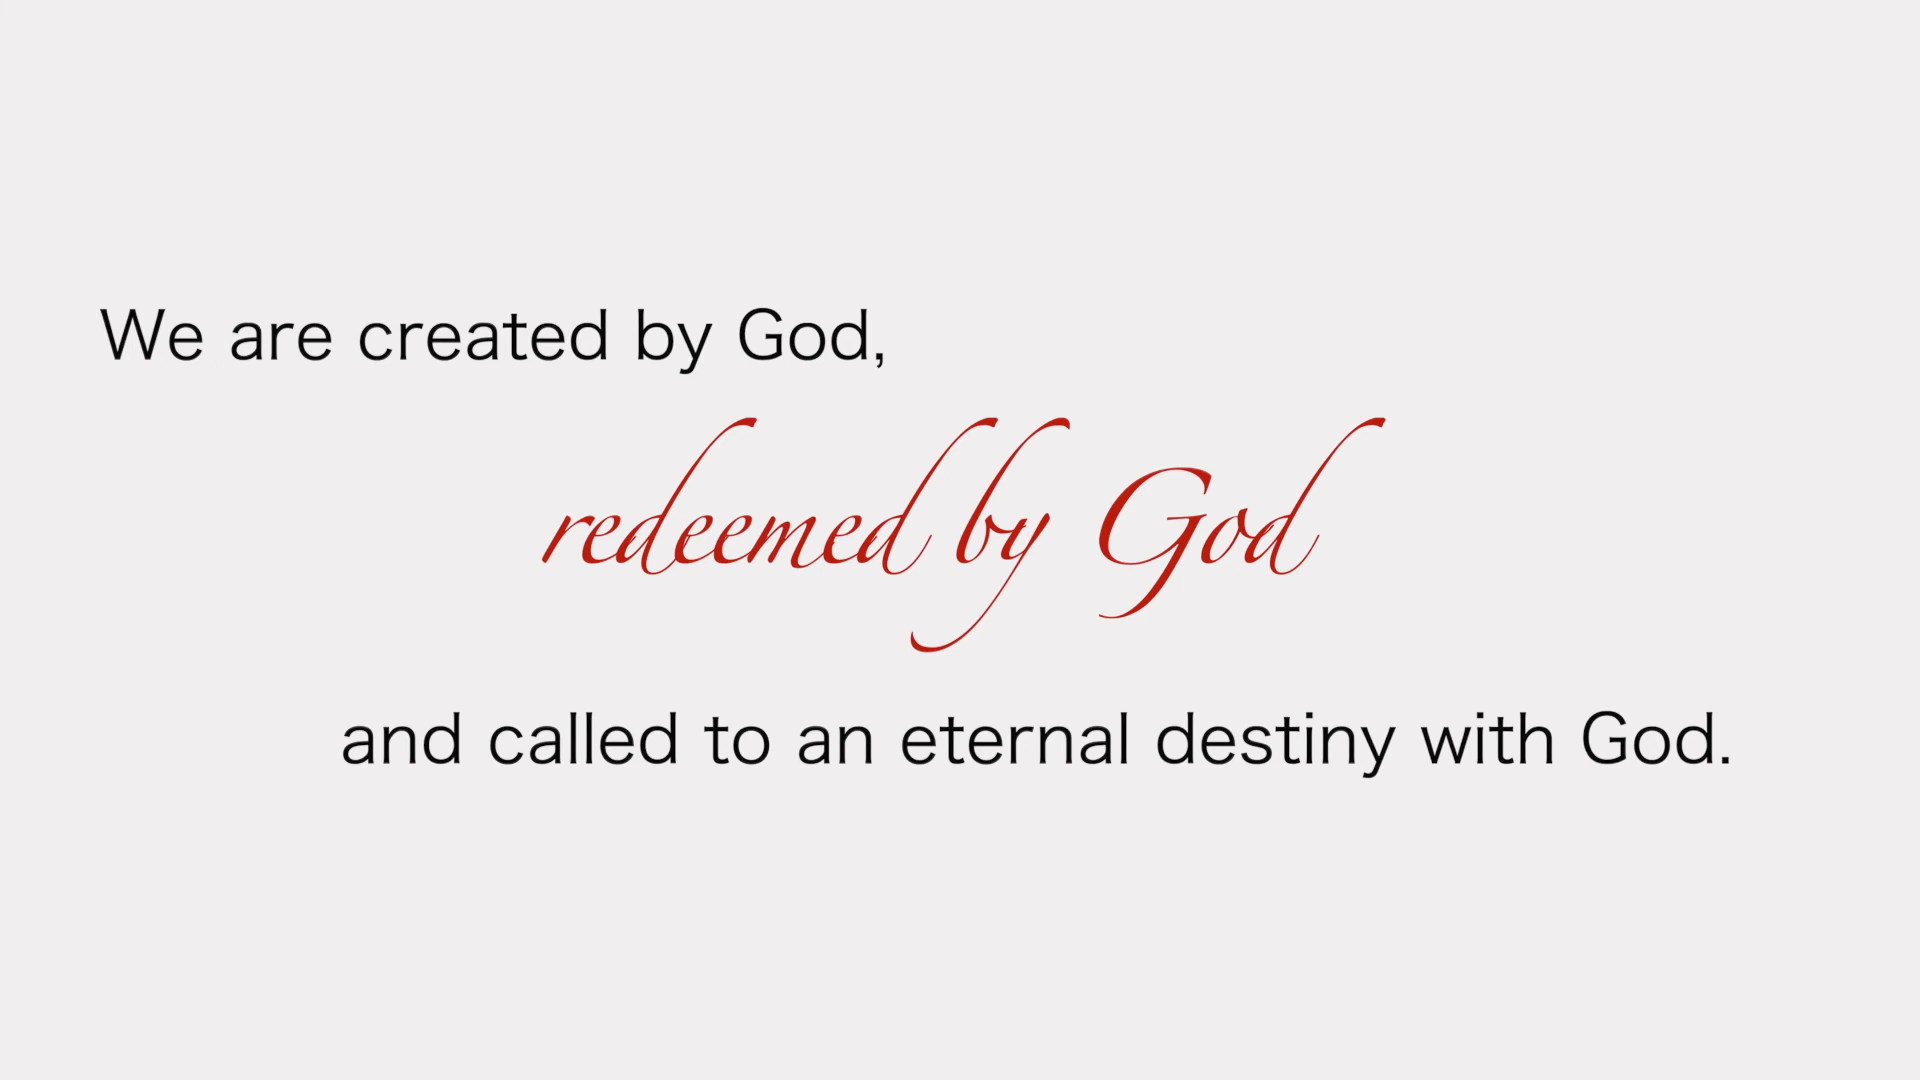 We are created by God,
redeemed by God
and called to an eternal destiny with God.